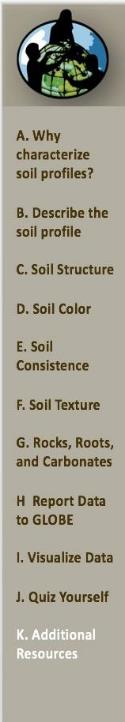 A. Why
characterize
soil profiles?
B. Describe the
soil profile
C. Soil Structure
D. Soil Color
E. Soil
Consistence
F. Soil Texture
G. Rocks, Roots,
and Carbonates
H Report Data
to GLOBE
I. Visualize Data
J. Quiz Yourself
K. Additional
Resources